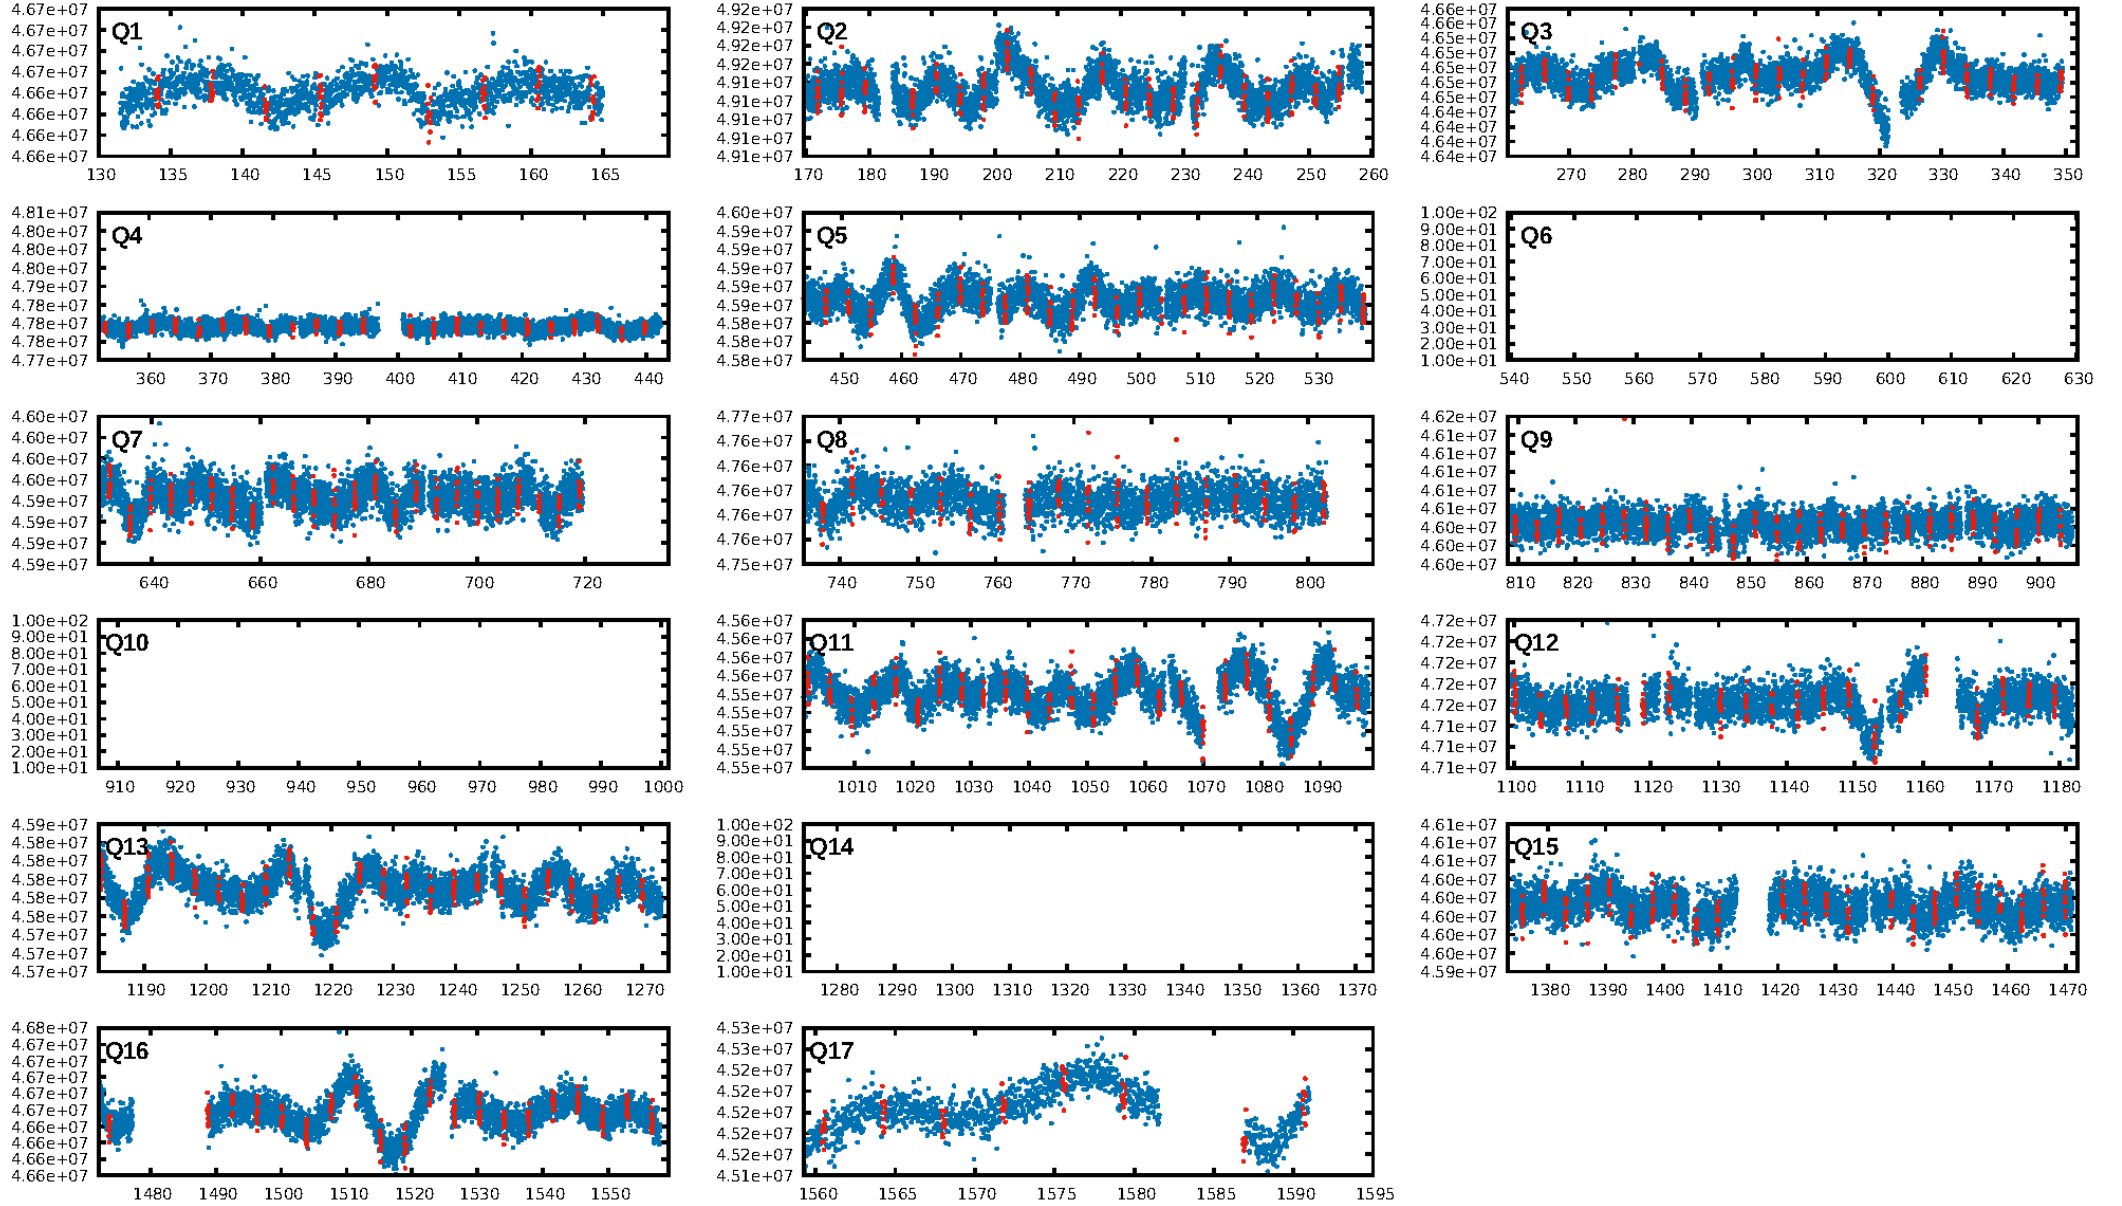 4.67e+07
4.67e+07
4.67e+07
4.67e+07
4.66e+07
4.66e+07
4.66e+07
4.66e+07
Q1
130 135 140 145 150 155 160 165
4.92e+07
4.92e+07
4.92e+07
4.92e+07
4.91e+07
4.91e+07
4.91e+07
4.91e+07
4.91e+07
Q2
170 180 190 200 210 220 230 240 250 260
4.66e+07
4.66e+07
4.65e+07
4.65e+07
4.65e+07
4.65e+07
4.65e+07
4.65e+07
4.64e+07
4.64e+07
4.64e+07
Q3
270 280 290 300 310 320 330 340 350
4.81e+07
4.80e+07
4.80e+07
4.80e+07
4.79e+07
4.78e+07
4.78e+07
4.78e+07
4.77e+07
Q4
360 370 380 390 400 410 420 430 440
4.60e+07
4.59e+07
4.59e+07
4.59e+07
4.59e+07
4.59e+07
4.58e+07
4.58e+07
4.58e+07
Q5
450 460 470 480 490 500 510 520 530
1.00e+02
9.00e+01
8.00e+01
7.00e+01
6.00e+01
5.00e+01
4.00e+01
3.00e+01
2.00e+01
1.00e+01
Q6
540 550 560 570 580 590 600 610 620 630
4.60e+07
4.60e+07
4.60e+07
4.60e+07
4.59e+07
4.59e+07
4.59e+07
4.59e+07
Q7
640 660 680 700 720
4.77e+07
4.76e+07
4.76e+07
4.76e+07
4.76e+07
4.76e+07
4.75e+07
Q8
740 750 760 770 780 790 800
4.62e+07
4.61e+07
4.61e+07
4.61e+07
4.61e+07
4.61e+07
4.60e+07
4.60e+07
4.60e+07
Q9
810 820 830 840 850 860 870 880 890 900
1.00e+02
9.00e+01
8.00e+01
7.00e+01
6.00e+01
5.00e+01
4.00e+01
3.00e+01
2.00e+01
1.00e+01
Q10
910 920 930 940 950 960 970 980 990 1000
4.56e+07
4.56e+07
4.56e+07
4.56e+07
4.55e+07
4.55e+07
4.55e+07
4.55e+07
4.55e+07
Q11
1010 1020 1030 1040 1050 1060 1070 1080 1090
4.72e+07
4.72e+07
4.72e+07
4.72e+07
4.72e+07
4.71e+07
4.71e+07
4.71e+07
Q12
1100 1110 1120 1130 1140 1150 1160 1170 1180
4.59e+07
4.58e+07
4.58e+07
4.58e+07
4.58e+07
4.58e+07
4.57e+07
4.57e+07
4.57e+07
Q13
1190 1200 1210 1220 1230 1240 1250 1260 1270
1.00e+02
9.00e+01
8.00e+01
7.00e+01
6.00e+01
5.00e+01
4.00e+01
3.00e+01
2.00e+01
1.00e+01
Q14
1280 1290 1300 1310 1320 1330 1340 1350 1360 1370
4.61e+07
4.61e+07
4.61e+07
4.60e+07
4.60e+07
4.60e+07
4.60e+07
4.60e+07
4.59e+07
Q15
1380 1390 1400 1410 1420 1430 1440 1450 1460 1470
4.68e+07
4.67e+07
4.67e+07
4.67e+07
4.67e+07
4.67e+07
4.66e+07
4.66e+07
4.66e+07
4.66e+07
Q16
1480 1490 1500 1510 1520 1530 1540 1550
4.53e+07
4.53e+07
4.52e+07
4.52e+07
4.52e+07
4.52e+07
4.52e+07
4.51e+07
Q17
1560 1565 1570 1575 1580 1585 1590 1595